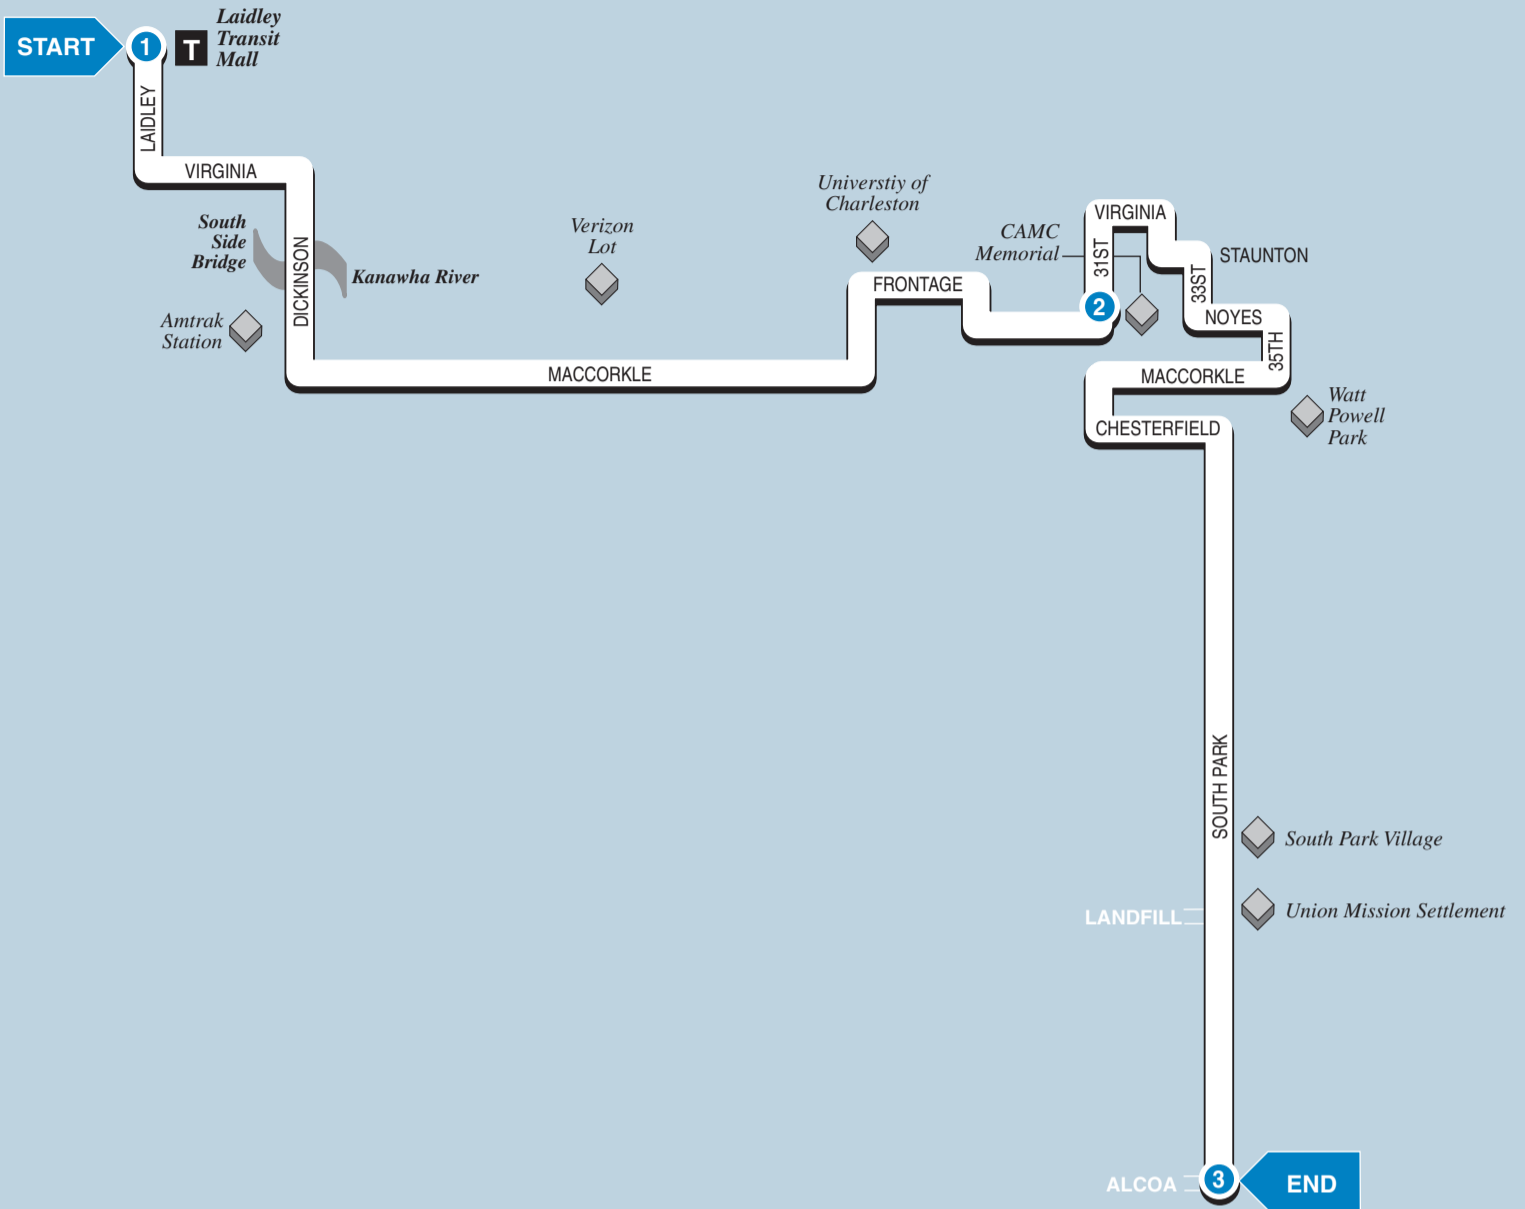 START
1
T
Laidley
Transit
Mall
LAIDLEY
VIRGINIA
South
Side
Bridge
DICKINSON
Kanawha River
Amtrak
Station
Verizon
Lot
MACCORKLE
Universtiy of
Charleston
FRONTAGE
CAMC
Memorial
2
31ST
VIRGINIA
STAUNTON
33ST
NOYES
35TH
MACCORKLE
Watt
Powell
Park
CHESTERFIELD
SOUTH PARK
South Park Village
LANDFILL
Union Mission Settlement
ALCOA
3
END